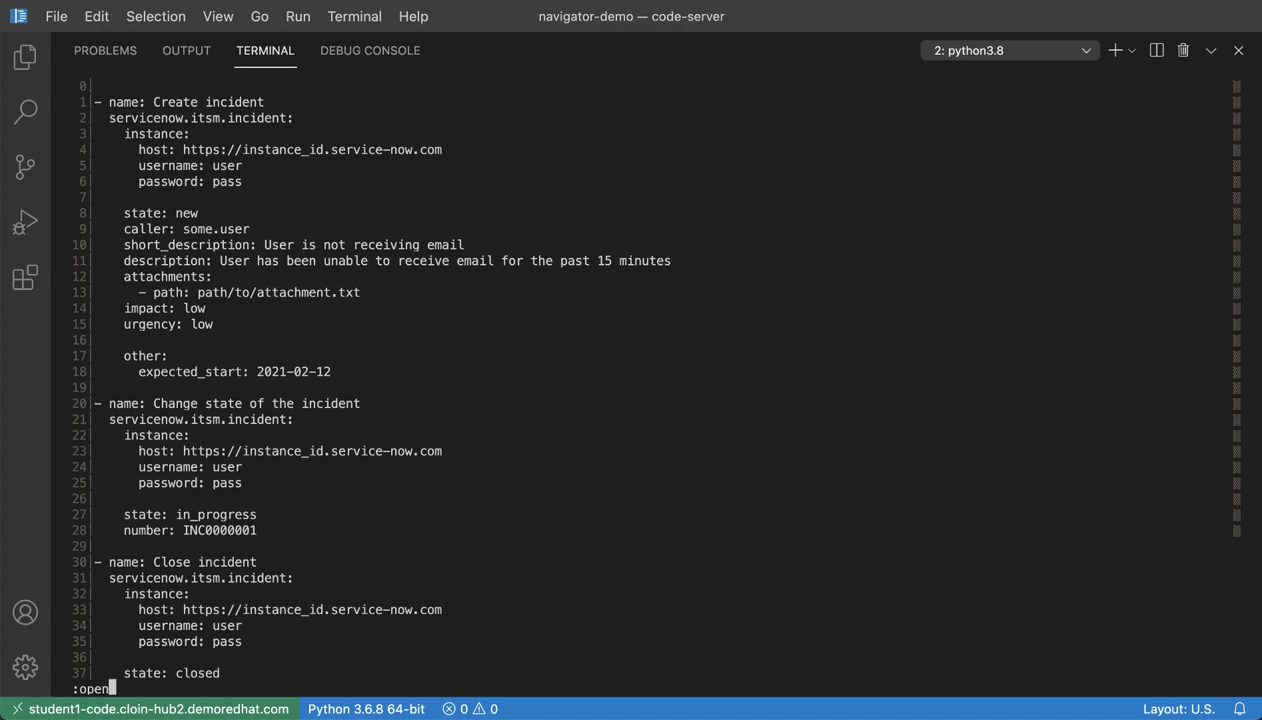 File Edit Selection View Go Run Terminal Help navigator-demo — code-server
PROBLEMS OUTPUT TERMINAL DEBUG CONSOLE 2: python3.8
0
1 - name: Create incident
2 servicenow.itsm.incident:
3 instance:
4 host: https://instance_id.service-now.com
5 username: user
6 password: pass
7
8 state: new
9 caller: some.user
10 short_description: User is not receiving email
11 description: User has been unable to receive email for the past 15 minutes
12 attachments:
13 - path: path/to/attachment.txt
14 impact: low
15 urgency: low
16
17 other:
18 expected_start: 2021-02-12
19
20 - name: Change state of the incident
21 servicenow.itsm.incident:
22 instance:
23 host: https://instance_id.service-now.com
24 username: user
25 password: pass
26
27 state: in_progress
28 number: INC0000001
29
30 - name: Close incident
31 servicenow.itsm.incident:
32 instance:
33 host: https://instance_id.service-now.com
34 username: user
35 password: pass
36
37 state: closed
:open
student1-code.cloin-hub2.demoredhat.com Python 3.6.8 64-bit 0 0 Layout: U.S.